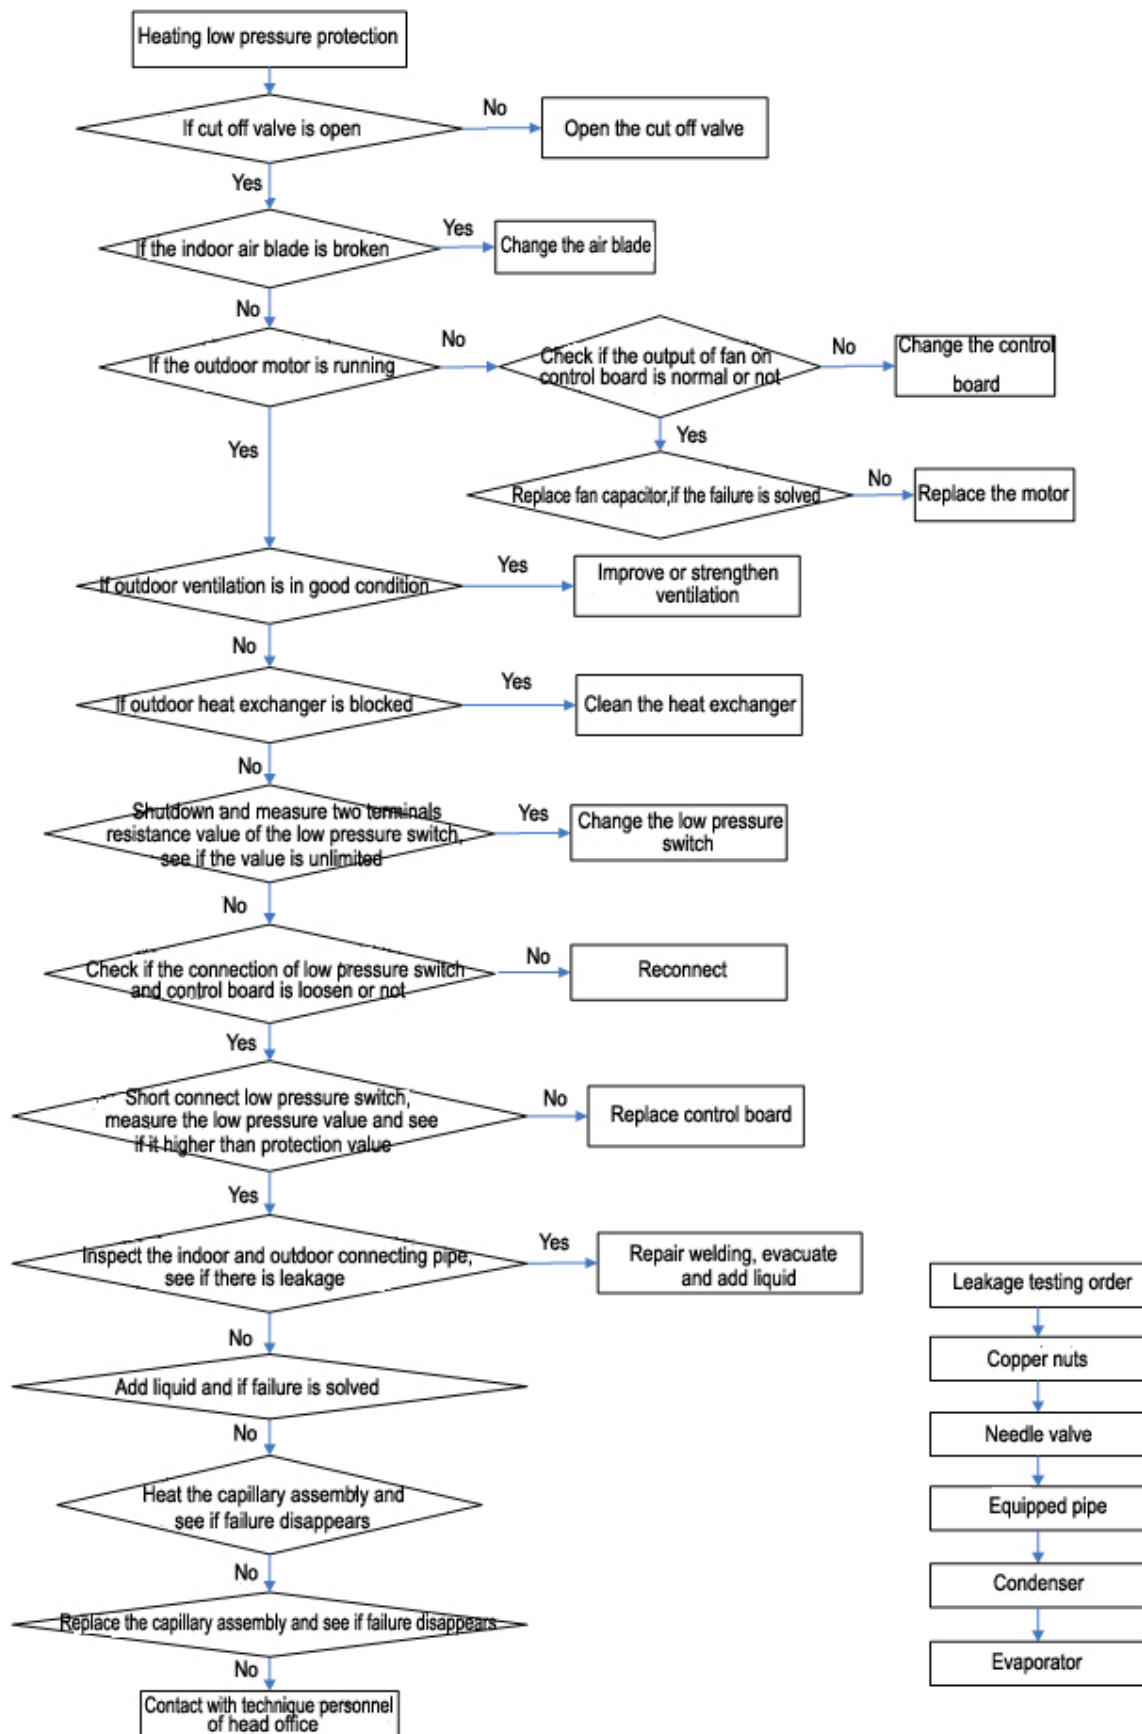 Heating low pressure protection
If cut off valve is open
No
Open the cut off valve
Yes
If the indoor air blade is broken
Yes
Change the air blade
No
If the outdoor motor is running
No
Check if the output of fan on
control board is normal or not
No
Change the control
board
Yes
Yes
Replace fan capacitor,if the failure is solved
No
Replace the motor
If outdoor ventilation is in good condition
Yes
Improve or strengthen
ventilation
No
If outdoor heat exchanger is blocked
Yes
Clean the heat exchanger
No
Shutdown and measure two terminals
resistance value of the low pressure switch,
see if the value is unlimited
Yes
Change the low pressure
switch
No
Check if the connection of low pressure switch
and control board is loosen or not
No
Reconnect
Yes
Short connect low pressure switch,
measure the low pressure value and see
if it higher than protection value
No
Replace control board
Yes
Inspect the indoor and outdoor connecting pipe,
see if there is leakage
Yes
Repair welding, evacuate
and add liquid
No
Add liquid and if failure is solved
No
Heat the capillary assembly and
see if failure disappears
No
Replace the capillary assembly and see if failure disappears
No
Contact with technique personnel
of head office
Leakage testing order
Copper nuts
Needle valve
Equipped pipe
Condenser
Evaporator